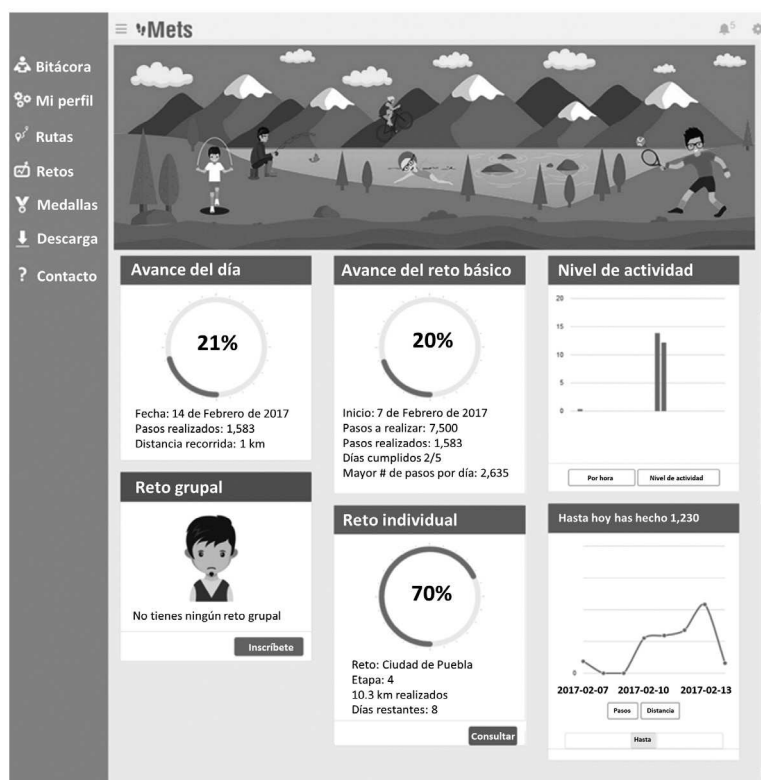 Mets
5
Bitácora
Mi perfil
Rutas
Retos
Medallas
Descarga
? Contacto
Avance del día
21%
Fecha: 14 de Febrero de 2017
Pasos realizados: 1,583
Distancia recorrida: 1 km
Avance del reto básico
20%
Inicio: 7 de Febrero de 2017
Pasos a realizar: 7,500
Pasos realizados: 1,583
Días cumplidos 2/5
Mayor # de pasos por día: 2,635
Nivel de actividad
20
15
10
5
0
Por hora
Nivel de actividad
Reto grupal
No tienes ningún reto grupal
Inscríbete
Reto individual
70%
Reto: Ciudad de Puebla
Etapa: 4
10.3 km realizados
Días restantes: 8
Consultar
Hasta hoy has hecho 1,230
0
2017-02-07 2017-02-10 2017-02-13
Pasos
Distancia
Hasta